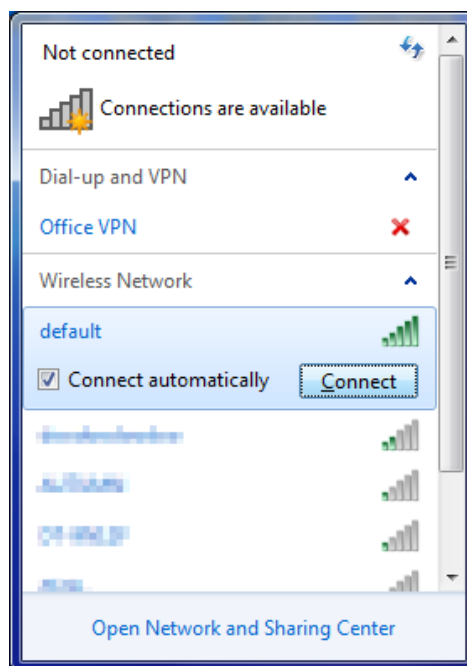 Not connected
Connections are available
Dial-up and VPN
Office VPN
Wireless Network
default
Connect automatically
Connect
Open Network and Sharing Center